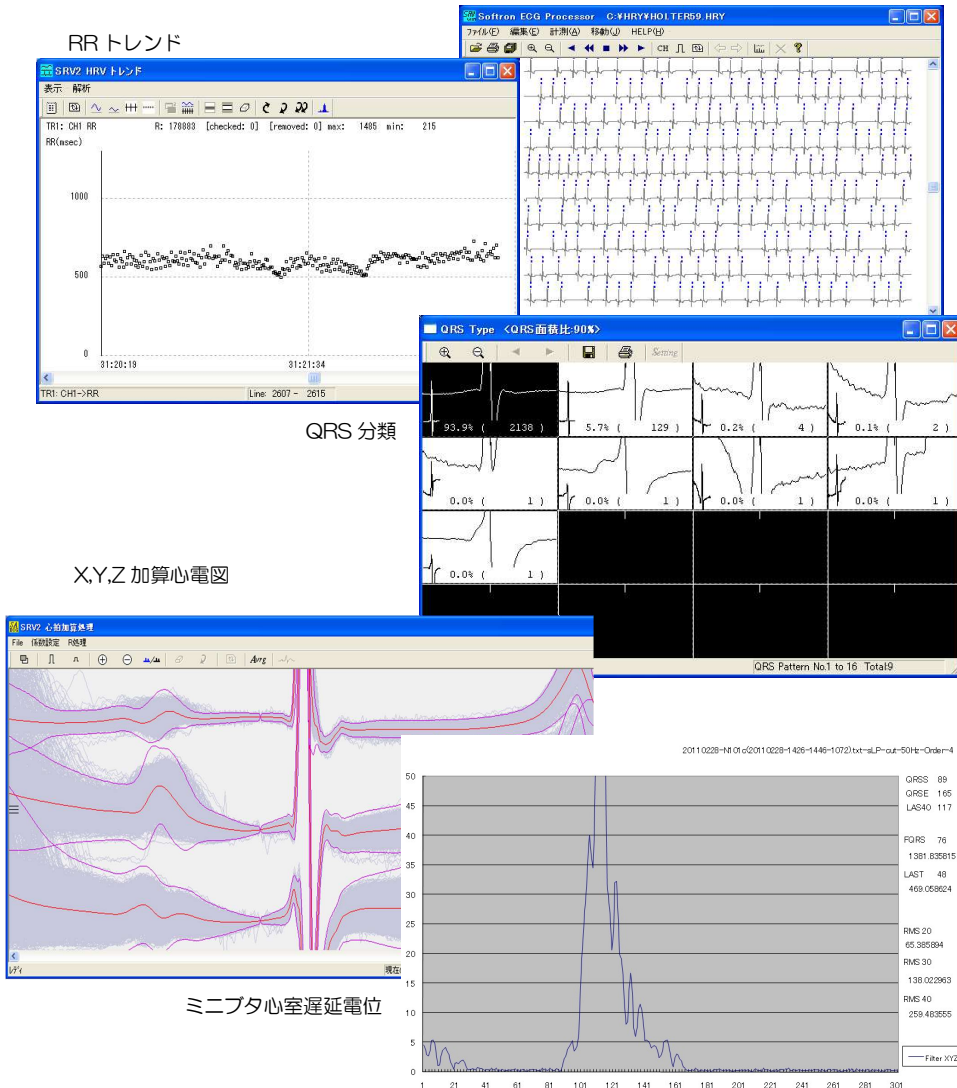 RR トレンド
SRV2 HRV トレンド
表示 解析
TR1: CH1 RR R: 178883 [checked: 0] [removed: 0] max: 1485 min: 215
RR(msec)
1000
500
0
31:20:19 31:21:34
TR1: CH1->RR Line: 2607 - 2615
Softron ECG Processor C:¥HRY¥HOLTER59.HRY
ファイル(F) 編集(E) 計測(A) 移動(J) HELP(H)
CH
QRS 分類
QRS Type <QRS面積比:90%>
Setting
93.9% ( 2138 ) 5.7% ( 129 ) 0.2% ( 4 ) 0.1% ( 2 )
0.0% ( 1 ) 0.0% ( 1 ) 0.0% ( 1 ) 0.0% ( 1 )
0.0% ( 1 )
QRS Pattern No.1 to 16 Total:9
X,Y,Z 加算心電図
SRV2 心拍加算処理
File 係数設定 R処理
Avrg
レディ 現在
ミニブタ心室遅延電位
20110228-N101c(20110228-1426-1446-1072).txt-sLP-cut-50Hz-Order-4
50
45
40
35
30
25
20
15
10
5
0
1 21 41 61 81 101 121 141 161 181 201 221 241 261 281 301
QRSS 89
QRSE 165
LAS40 117
FQRS 76
1381.835815
LAST 48
469.058624
RMS 20
65.385894
RMS 30
138.022963
RMS 40
259.483555
Filter XYZ